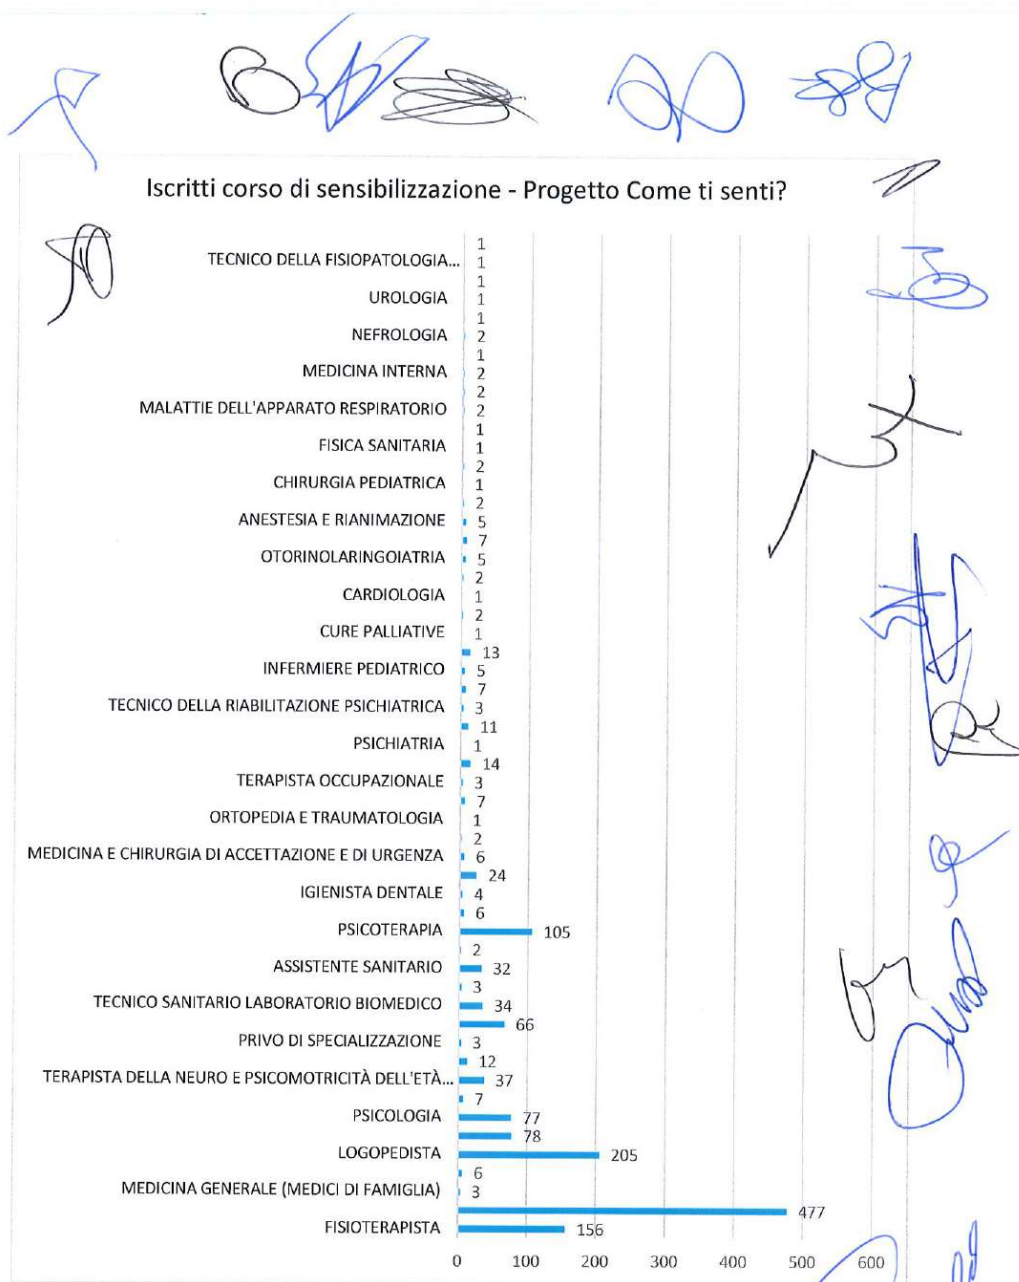 Iscritti corso di sensibilizzazione - Progetto Come ti senti?
1
TECNICO DELLA FISIOPATOLOGIA... 1
1
UROLOGIA 1
1
NEFROLOGIA 2
1
MEDICINA INTERNA 2
2
MALATTIE DELL'APPARATO RESPIRATORIO 2
1
FISICA SANITARIA 1
2
CHIRURGIA PEDIATRICA 1
2
ANESTESIA E RIANIMAZIONE 5
7
OTORINOLARINGOIATRIA 5
2
CARDIOLOGIA 1
2
CURE PALLIATIVE 1
13
INFERMIERE PEDIATRICO 5
7
TECNICO DELLA RIABILITAZIONE PSICHIATRICA 3
11
PSICHIATRIA 1
14
TERAPISTA OCCUPAZIONALE 3
7
ORTOPEDIA E TRAUMATOLOGIA 1
2
MEDICINA E CHIRURGIA DI ACCETTAZIONE E DI URGENZA 6
24
IGIENISTA DENTALE 4
6
PSICOTERAPIA 105
2
ASSISTENTE SANITARIO 32
3
TECNICO SANITARIO LABORATORIO BIOMEDICO 34
66
PRIVO DI SPECIALIZZAZIONE 3
12
TERAPISTA DELLA NEURO E PSICOMOTRICITÀ DELL'ETÀ... 37
7
PSICOLOGIA 77
78
LOGOPEDISTA 205
6
MEDICINA GENERALE (MEDICI DI FAMIGLIA) 3
477
FISIOTERAPISTA 156
0 100 200 300 400 500 600